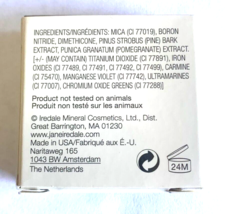 INGREDIENTS/INGRÉDIENTS: MICA (CI 77019), BORON
NITRIDE, DIMETHICONE, PINUS STROBUS (PINE) BARK
EXTRACT, PUNICA GRANATUM (POMEGRANATE) EXTRACT.
[+/- (MAY CONTAIN) TITANIUM DIOXIDE (CI 77891), IRON
OXIDES (CI 77489, CI 77491, CI 77492, CI 77499), CARMINE (CI
75470), MANGANESE VIOLET (CI 77742), ULTRAMARINES
(CI 77007), CHROMIUM OXIDE GREENS (CI 77288)]
Product not tested on animals
Produit non testé sur les animaux
© Iredale Mineral Cosmetics, Ltd., Dist.
Great Barrington, MA 01230
www.janeiredale.com
Made in USA/Fabriqué aux É.-U.
Naritaweg 165
1043 BW Amsterdam
The Netherlands
24M